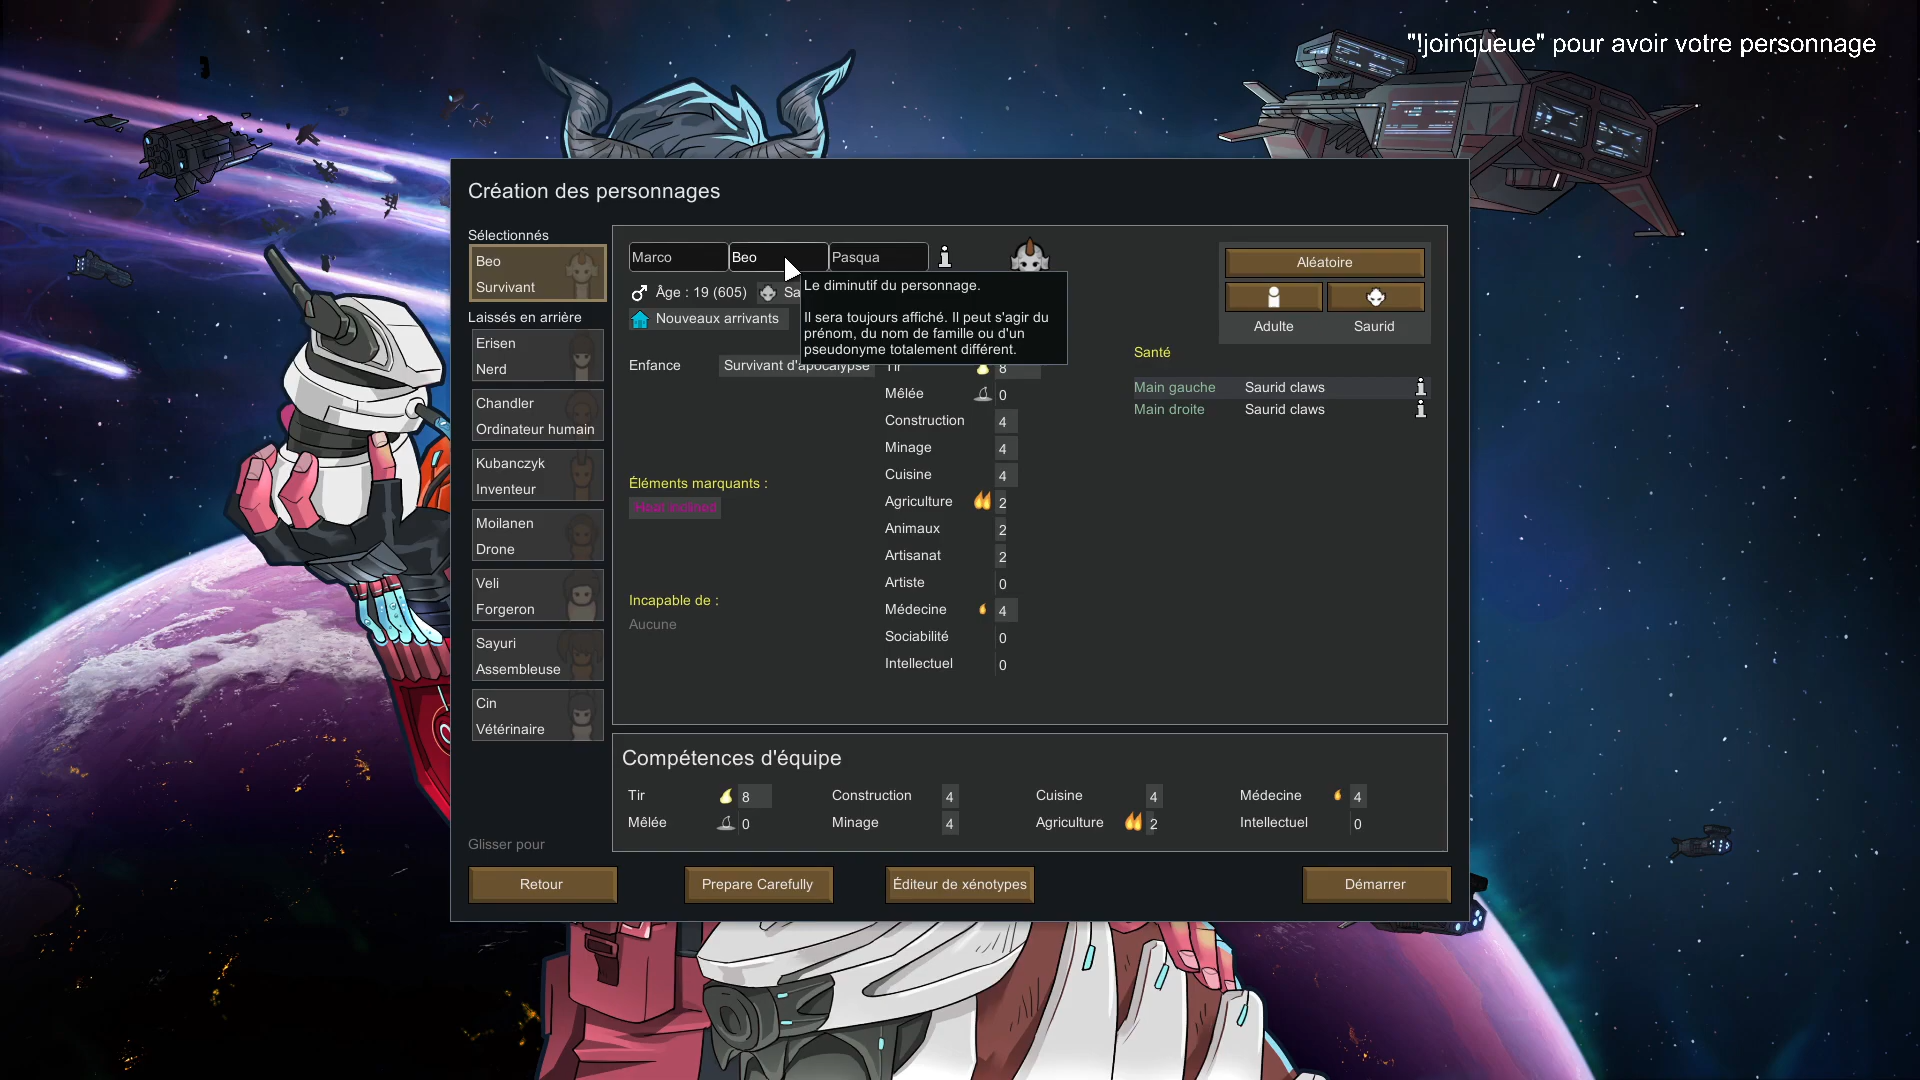 "!joinqueue" pour avoir votre personnage
Création des personnages
Sélectionnés
Beo
Survivant
Laissés en arrière
Erisen
Nerd
Chandler
Ordinateur humain
Kubanczyk
Inventeur
Moilanen
Drone
Veli
Forgeron
Sayuri
Assembleuse
Cin
Vétérinaire
Glisser pour
Marco
Beo
Pasqua
Âge : 19 (605)
Sa
Nouveaux arrivants
Le diminutif du personnage.
Il sera toujours affiché. Il peut s'agir du
prénom, du nom de famille ou d'un
pseudonyme totalement différent.
Enfance
Survivant d'apocalypse
Éléments marquants :
Heat inclined
Incapable de :
Aucune
Tir 8
Mêlée 0
Construction 4
Minage 4
Cuisine 4
Agriculture 2
Animaux 2
Artisanat 2
Artiste 0
Médecine 4
Sociabilité 0
Intellectuel 0
Aléatoire
Adulte
Saurid
Santé
Main gauche Saurid claws
Main droite Saurid claws
Compétences d'équipe
Tir 8 Construction 4 Cuisine 4 Médecine 4
Mêlée 0 Minage 4 Agriculture 2 Intellectuel 0
Retour
Prepare Carefully
Éditeur de xénotypes
Démarrer